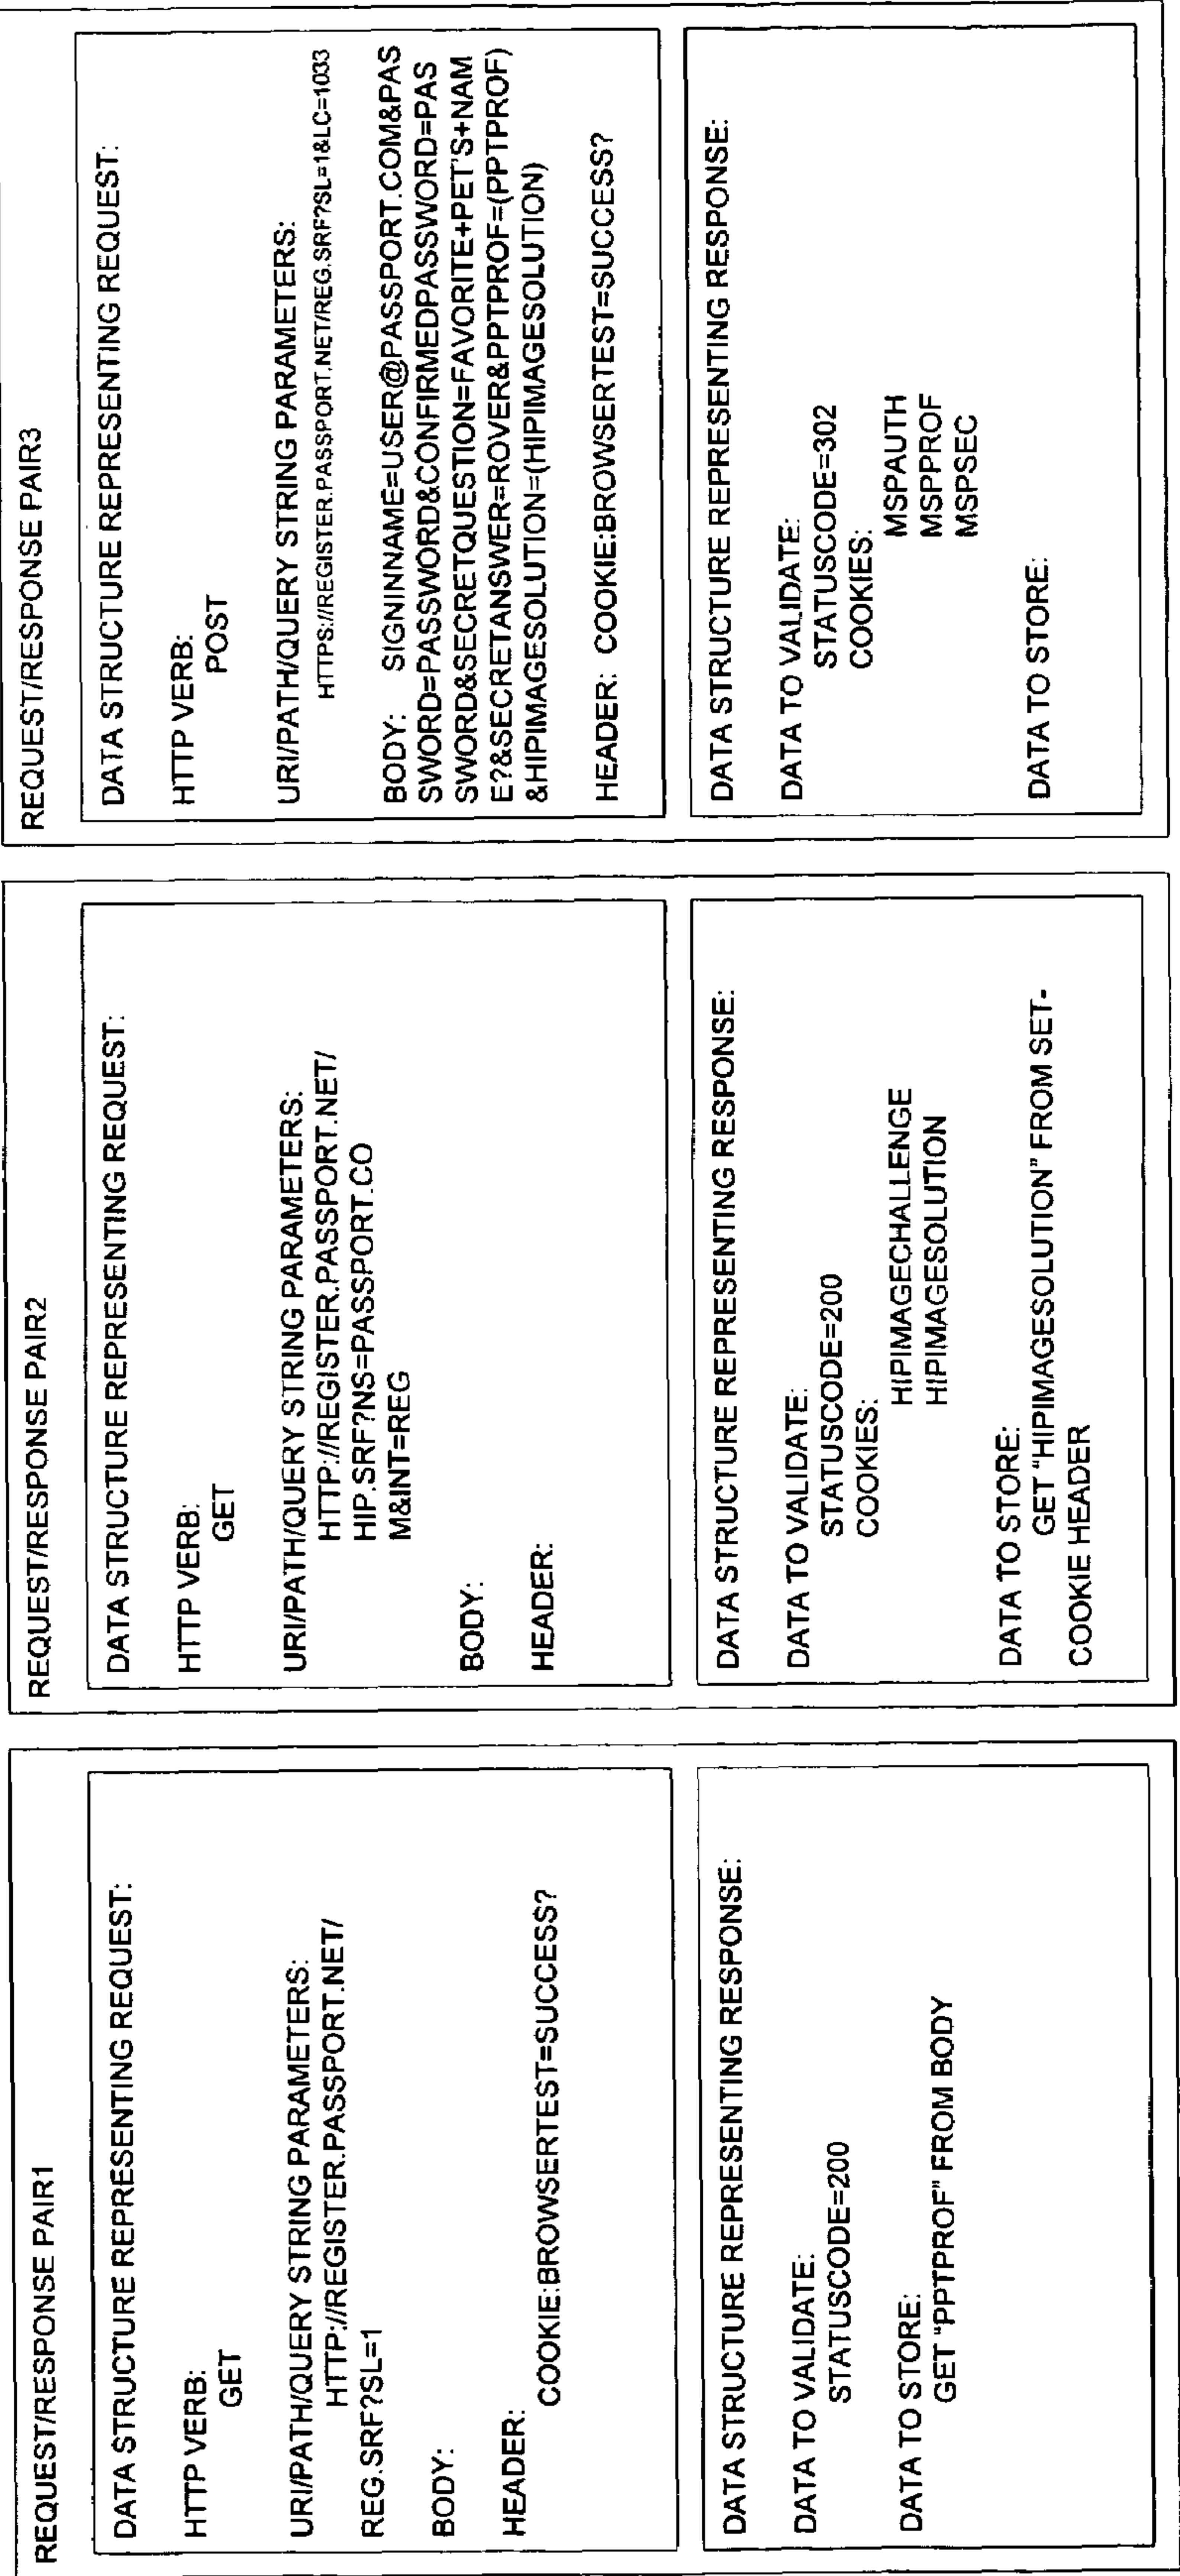 REQUEST/RESPONSE PAIR1
DATA STRUCTURE REPRESENTING REQUEST:
HTTP VERB:
GET
URI/PATH/QUERY STRING PARAMETERS:
HTTP://REGISTER.PASSPORT.NET/
REG.SRF?SL=1
BODY:
HEADER:
COOKIE:BROWSERTEST=SUCCESS?
DATA STRUCTURE REPRESENTING RESPONSE:
DATA TO VALIDATE:
STATUSCODE=200
DATA TO STORE:
GET "PPTPROF" FROM BODY
REQUEST/RESPONSE PAIR2
DATA STRUCTURE REPRESENTING REQUEST:
HTTP VERB:
GET
URI/PATH/QUERY STRING PARAMETERS:
HTTP://REGISTER.PASSPORT.NET/
HIP.SRF?NS=PASSPORT.CO
M&INT=REG
BODY:
HEADER:
DATA STRUCTURE REPRESENTING RESPONSE:
DATA TO VALIDATE:
STATUSCODE=200
COOKIES:
HIPIMAGECHALLENGE
HIPIMAGESOLUTION
DATA TO STORE:
GET "HIPIMAGESOLUTION" FROM SET-
COOKIE HEADER
REQUEST/RESPONSE PAIR3
DATA STRUCTURE REPRESENTING REQUEST:
HTTP VERB:
POST
URI/PATH/QUERY STRING PARAMETERS:
HTTPS://REGISTER.PASSPORT.NET/REG.SRF?SL=1&LC=1033
BODY: SIGNINNAME=USER@PASSPORT.COM&PAS
SWORD=PASSWORD&CONFIRMEDPASSWORD=PAS
SWORD&SECRETQUESTION=FAVORITE+PET'S+NAM
E?&SECRETANSWER=ROVER&PPTPROF=(PPTPROF)
&HIPIMAGESOLUTION=(HIPIMAGESOLUTION)
HEADER: COOKIE:BROWSERTEST=SUCCESS?
DATA STRUCTURE REPRESENTING RESPONSE:
DATA TO VALIDATE:
STATUSCODE=302
COOKIES:
MSPAUTH
MSPPROF
MSPSEC
DATA TO STORE: